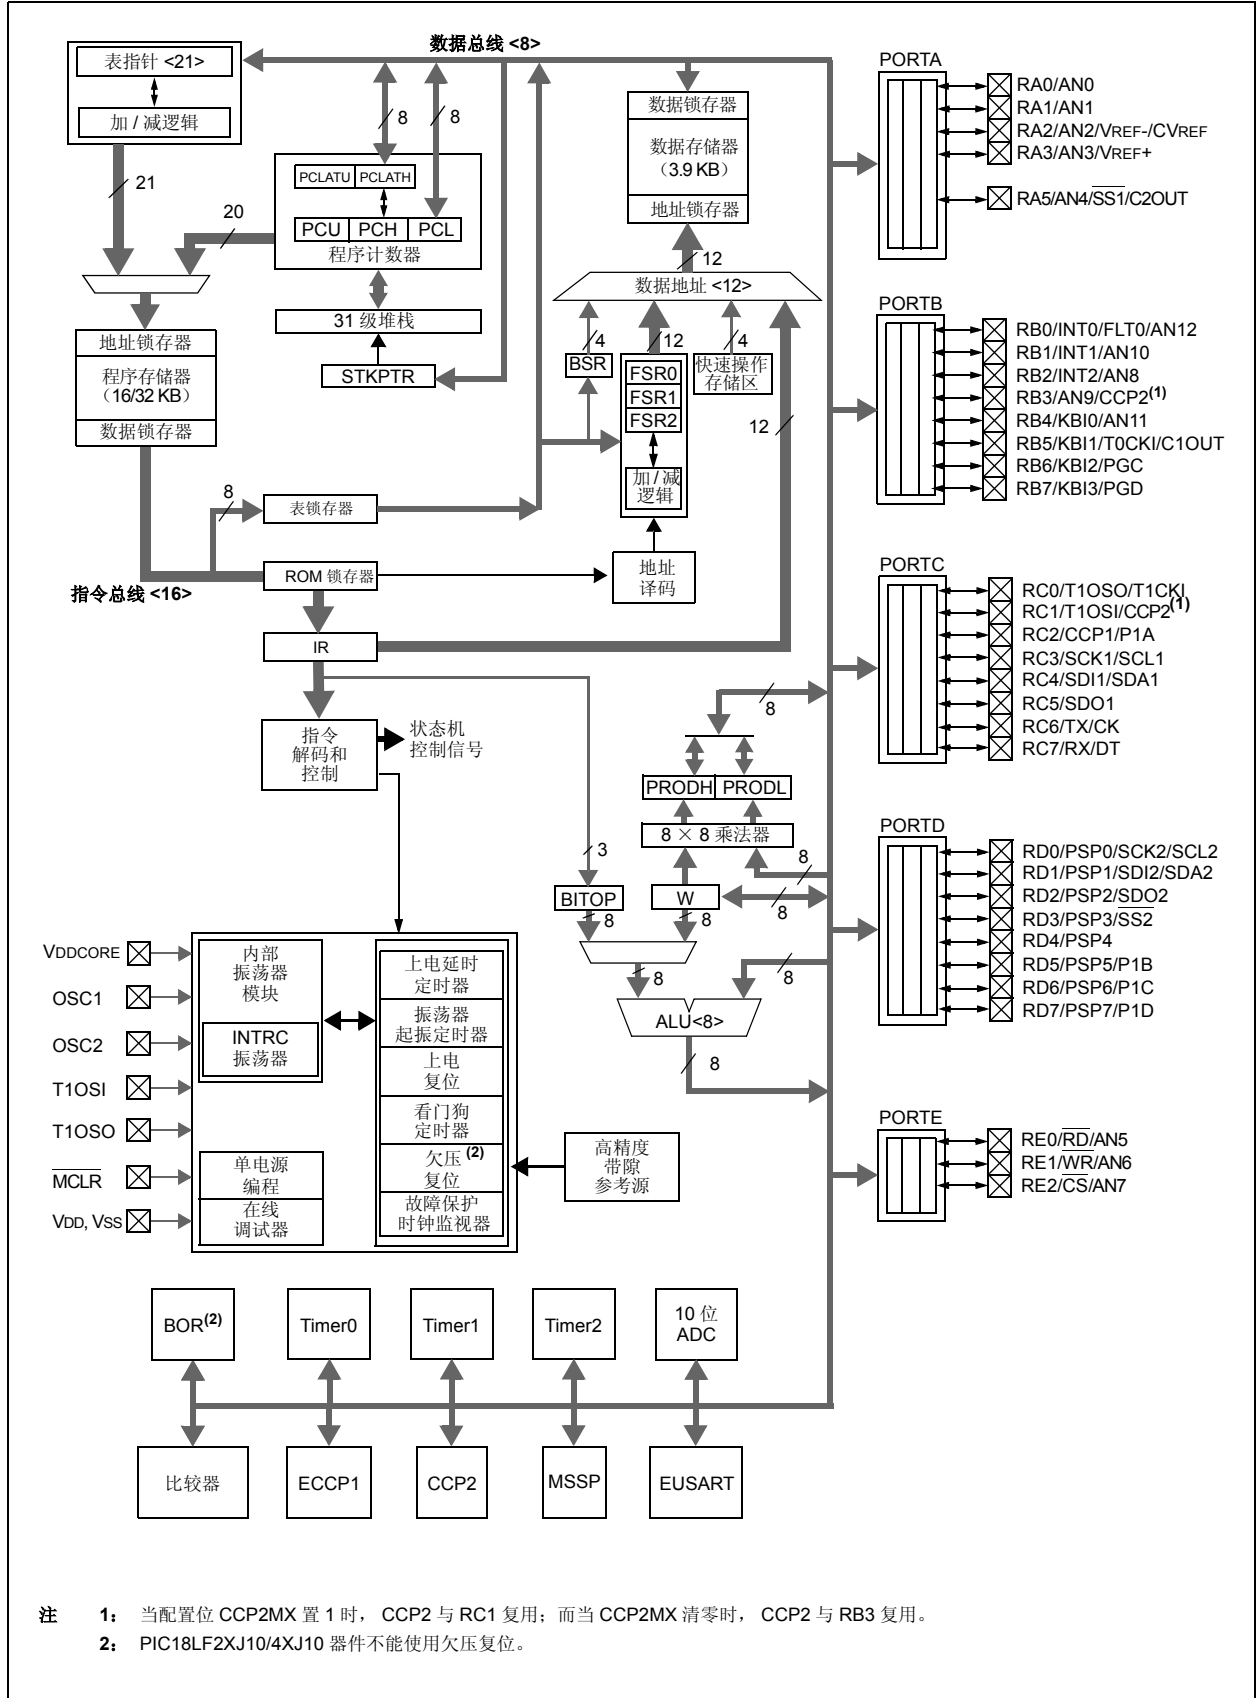 数据总线 <8>
表指针 <21>
加 / 减逻辑
21
20
8
8
PCLATU PCLATH
PCU PCH PCL
程序计数器
31 级堆栈
STKPTR
地址锁存器
程序存储器
（16/32 KB）
数据锁存器
数据锁存器
数据存储器
（3.9 KB）
地址锁存器
12
数据地址 <12>
4
12
4
BSR
FSR0
FSR1
FSR2
加 / 减
逻辑
快速操作
存储区
12
8
表锁存器
ROM 锁存器
指令总线 <16>
地址
译码
IR
指令
解码和
控制
状态机
控制信号
8
PRODH PRODL
8 × 8 乘法器
3
8
BITOP
W
8
8
8
8
8
ALU<8>
8
VDDCORE
OSC1
OSC2
T1OSI
T1OSO
MCLR
VDD, VSS
内部
振荡器
模块
INTRC
振荡器
单电源
编程
在线
调试器
上电延时
定时器
振荡器
起振定时器
上电
复位
看门狗
定时器
欠压 (2)
复位
故障保护
时钟监视器
高精度
带隙
参考源
PORTA
RA0/AN0
RA1/AN1
RA2/AN2/VREF-/CVREF
RA3/AN3/VREF+
RA5/AN4/SS1/C2OUT
PORTB
RB0/INT0/FLT0/AN12
RB1/INT1/AN10
RB2/INT2/AN8
RB3/AN9/CCP2(1)
RB4/KBI0/AN11
RB5/KBI1/T0CKI/C1OUT
RB6/KBI2/PGC
RB7/KBI3/PGD
PORTC
RC0/T1OSO/T1CKI
RC1/T1OSI/CCP2(1)
RC2/CCP1/P1A
RC3/SCK1/SCL1
RC4/SDI1/SDA1
RC5/SDO1
RC6/TX/CK
RC7/RX/DT
PORTD
RD0/PSP0/SCK2/SCL2
RD1/PSP1/SDI2/SDA2
RD2/PSP2/SDO2
RD3/PSP3/SS2
RD4/PSP4
RD5/PSP5/P1B
RD6/PSP6/P1C
RD7/PSP7/P1D
PORTE
RE0/RD/AN5
RE1/WR/AN6
RE2/CS/AN7
BOR(2)
Timer0
Timer1
Timer2
10 位
ADC
比较器
ECCP1
CCP2
MSSP
EUSART
注 1： 当配置位 CCP2MX 置 1 时， CCP2 与 RC1 复用；而当 CCP2MX 清零时， CCP2 与 RB3 复用。
2： PIC18LF2XJ10/4XJ10 器件不能使用欠压复位。